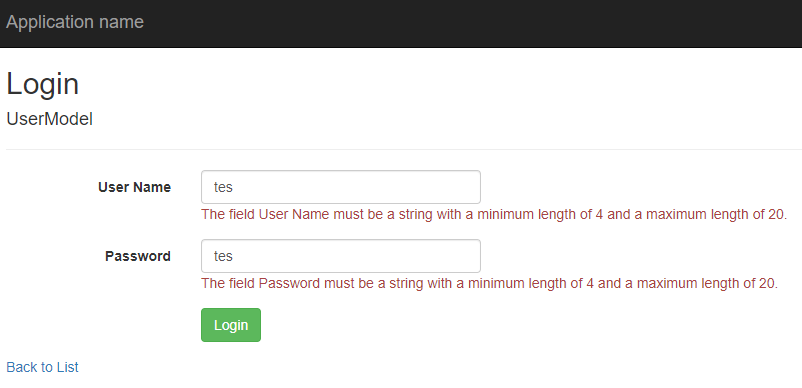 Application name
Login
UserModel
User Name tes
The field User Name must be a string with a minimum length of 4 and a maximum length of 20.
Password tes
The field Password must be a string with a minimum length of 4 and a maximum length of 20.
Login
Back to List